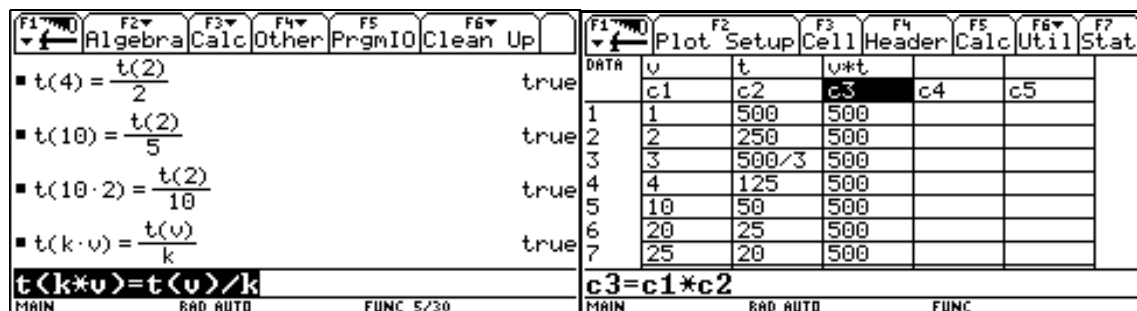 F1 F2 F3 F4 F5 F6
Algebra Calc Other PrgmIO Clean Up
t(4) = t(2)/2 true
t(10) = t(2)/5 true
t(10·2) = t(2)/10 true
t(k·v) = t(v)/k true
t(k*v)=t(v)/k
MAIN RAD AUTO FUNC 5/30
F1 F2 F3 F4 F5 F6 F7
Plot Setup Cell Header Calc Util Stat
DATA v t v*t
c1 c2 c3 c4 c5
1 1 500 500
2 2 250 500
3 3 500/3 500
4 4 125 500
5 10 50 500
6 20 25 500
7 25 20 500
c3=c1*c2
MAIN RAD AUTO FUNC